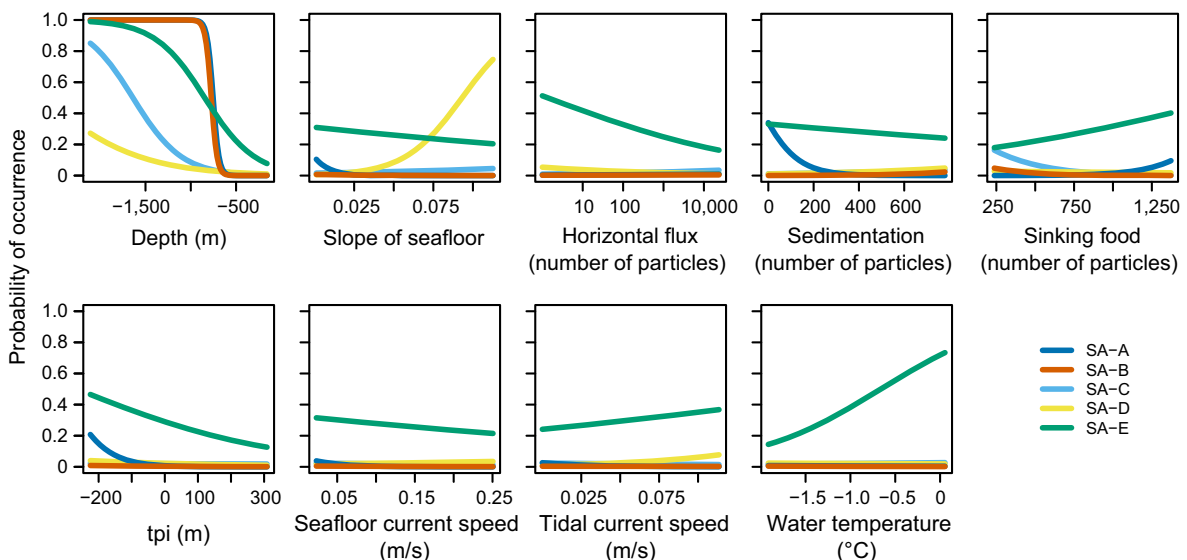 Probability of occurrence
1.0
0.8
0.6
0.4
0.2
0
−1,500 −500
Depth (m)
0.025 0.075
Slope of seafloor
10 100 10,000
Horizontal flux
(number of particles)
0 200 400 600
Sedimentation
(number of particles)
250 750 1,250
Sinking food
(number of particles)
1.0
0.8
0.6
0.4
0.2
0
−200 0 100 300
tpi (m)
0.05 0.15 0.25
Seafloor current speed
(m/s)
0.025 0.075
Tidal current speed
(m/s)
−1.5 −1.0 −0.5 0
Water temperature
(°C)
SA−A
SA−B
SA−C
SA−D
SA−E